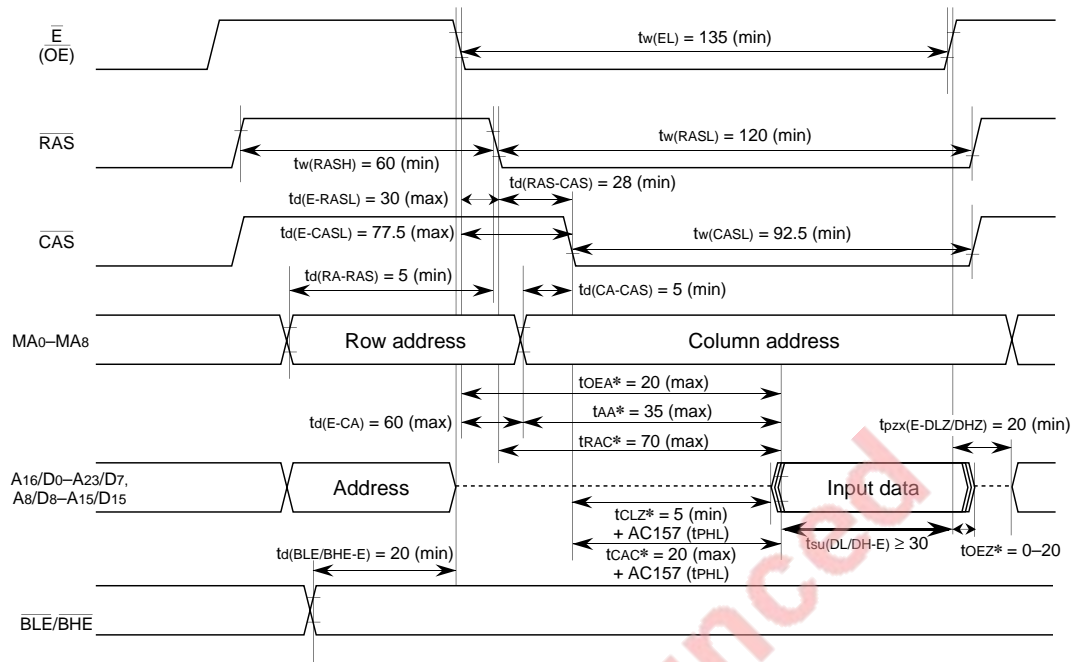 E
(OE)
tw(EL) = 135 (min)
RAS
tw(RASH) = 60 (min)
tw(RASL) = 120 (min)
td(E-RASL) = 30 (max)
td(RAS-CAS) = 28 (min)
CAS
td(E-CASL) = 77.5 (max)
tw(CASL) = 92.5 (min)
td(RA-RAS) = 5 (min)
td(CA-CAS) = 5 (min)
MA0–MA8
Row address
Column address
tOEA* = 20 (max)
td(E-CA) = 60 (max)
tAA* = 35 (max)
tpzx(E-DLZ/DHZ) = 20 (min)
tRAC* = 70 (max)
A16/D0–A23/D7,
A8/D8–A15/D15
Address
Input data
tCLZ* = 5 (min)
+ AC157 (tPHL)
tsu(DL/DH-E) ≥ 30
tOEZ* = 0–20
td(BLE/BHE-E) = 20 (min)
tCAC* = 20 (max)
+ AC157 (tPHL)
BLE/BHE